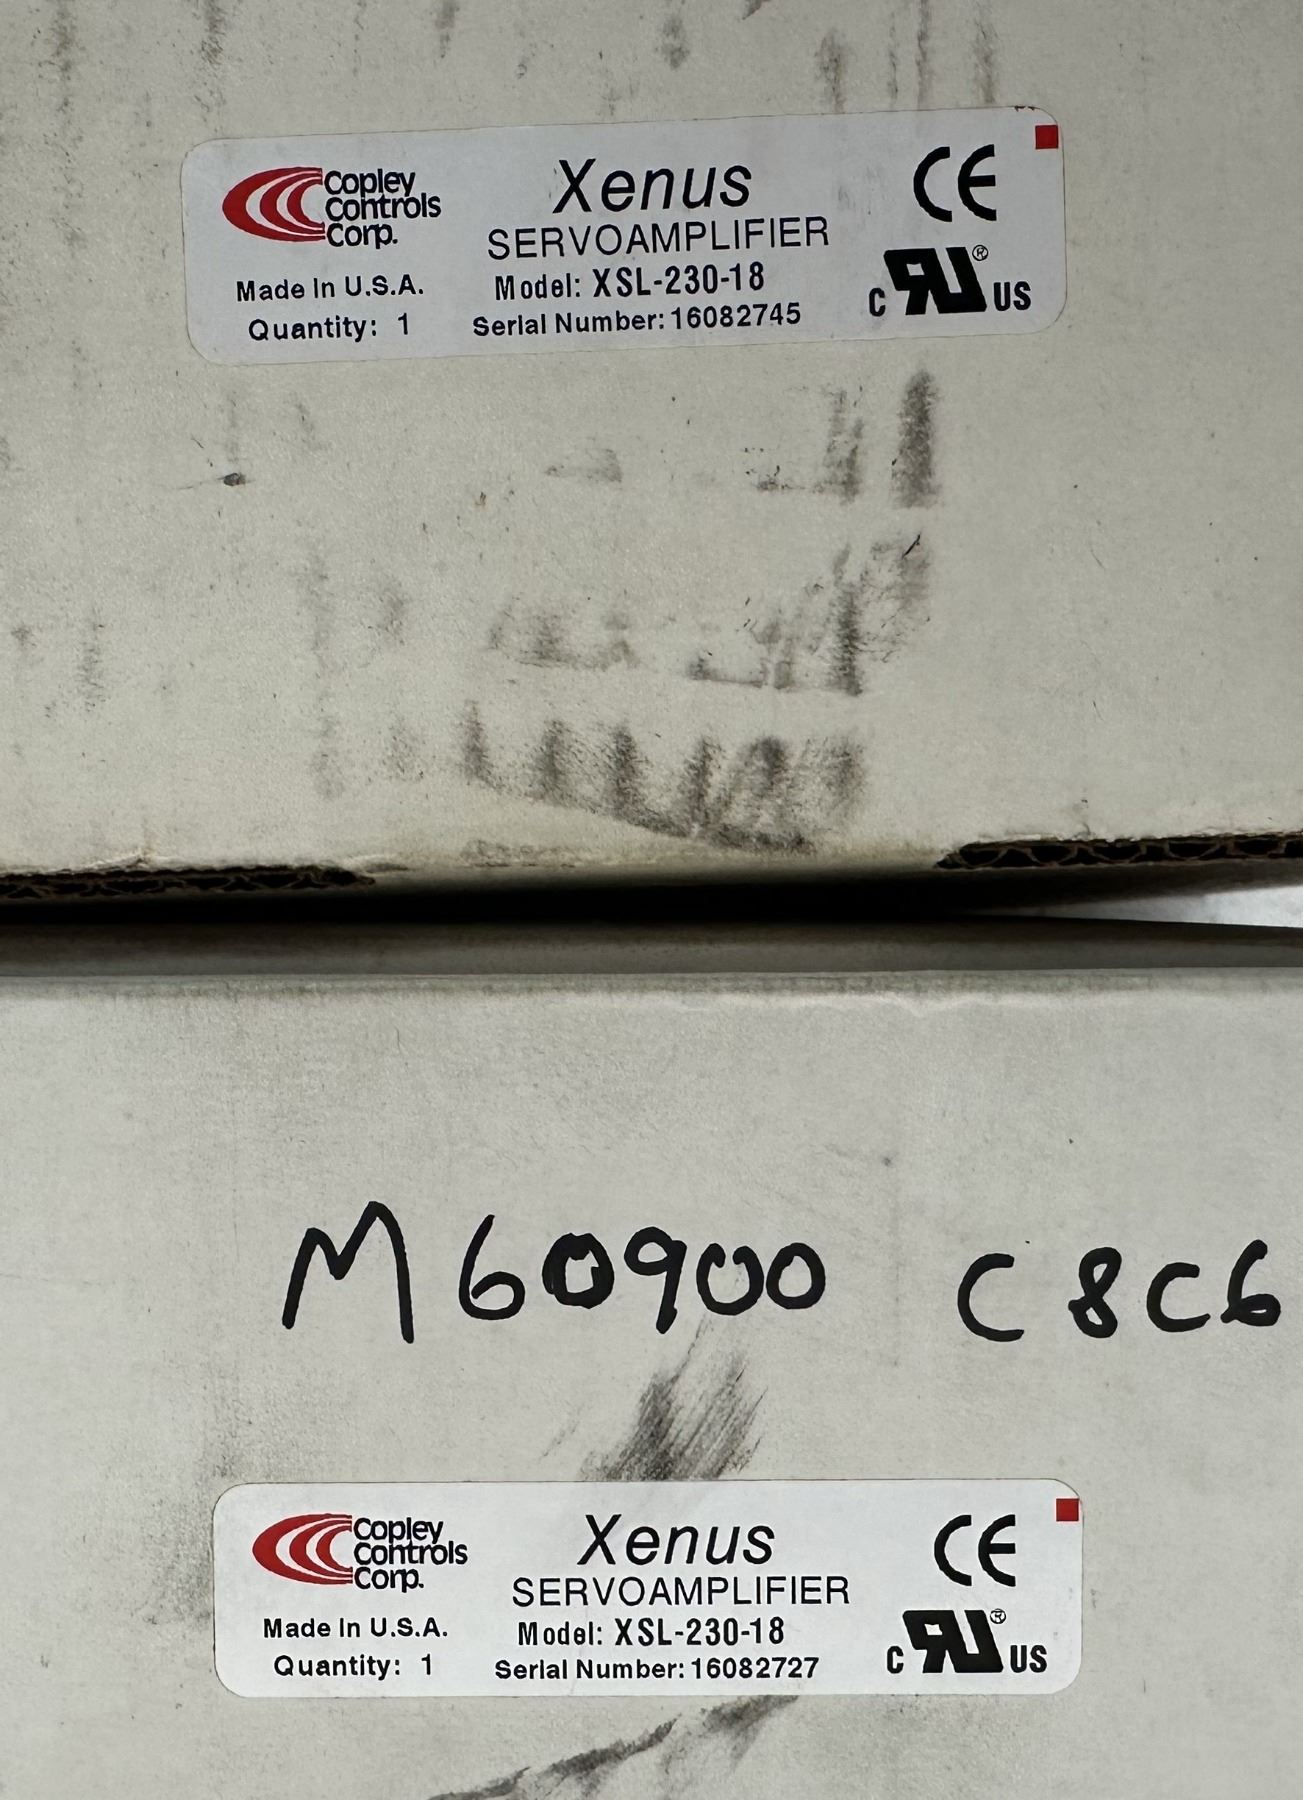 Copley
Controls
Corp.
Xenus
SERVOAMPLIFIER
CE
Made in U.S.A.
Model: XSL-230-18
Quantity: 1
Serial Number: 16082745
C RU® US
M60900 C8C6
Copley
Controls
Corp.
Xenus
SERVOAMPLIFIER
CE
Made in U.S.A.
Model: XSL-230-18
Quantity: 1
Serial Number: 16082727
C RU® US